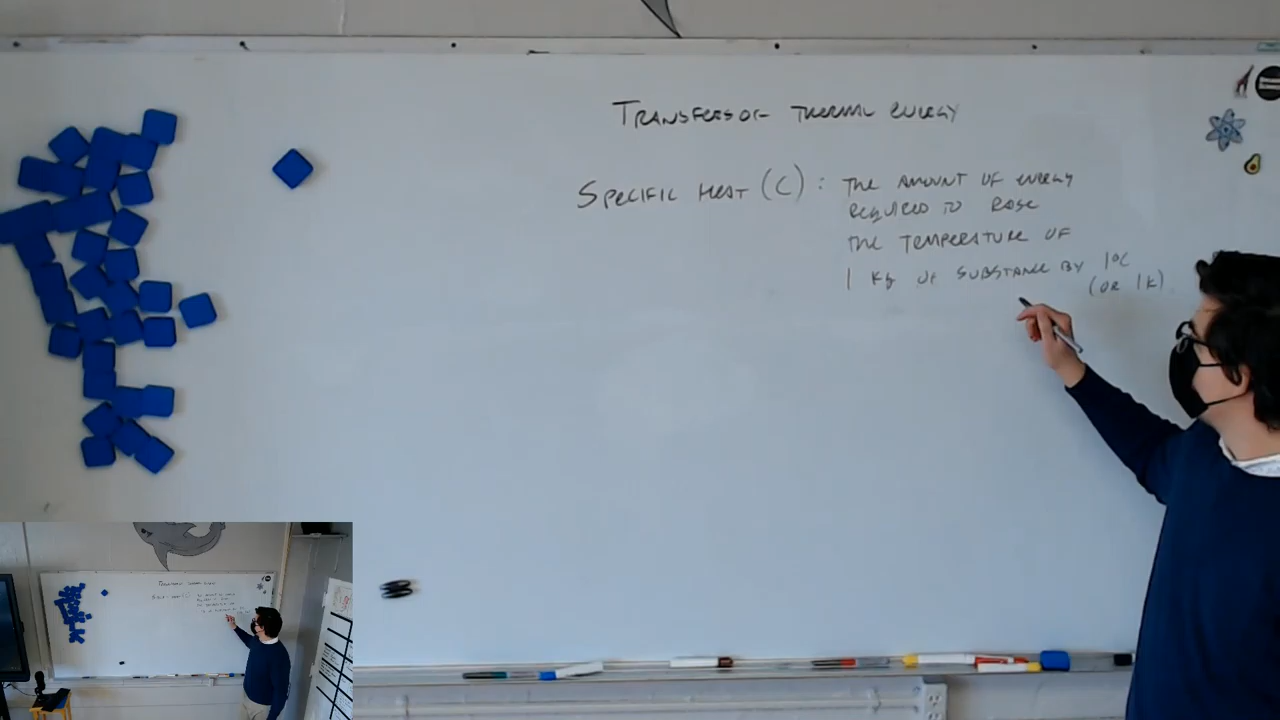 TRANSFERS OF THERMAL ENERGY
SPECIFIC HEAT (C) : THE AMOUNT OF ENERGY
REQUIRED TO RAISE
THE TEMPERATURE OF
1 Kg OF SUBSTANCE BY 1°C
(OR 1K)